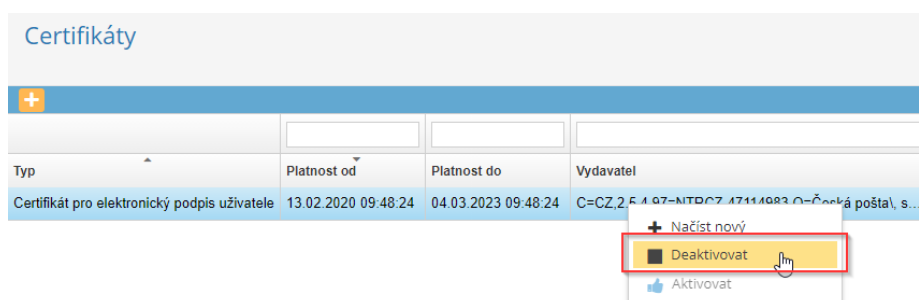 Certifikáty
Typ Platnost od Platnost do Vydavatel
Certifikát pro elektronický podpis uživatele 13.02.2020 09:48:24 04.03.2023 09:48:24 C=CZ,2.5.4.97=NTRCZ-47114983,O=Česká pošta\, s...
Načíst nový
Deaktivovat
Aktivovat